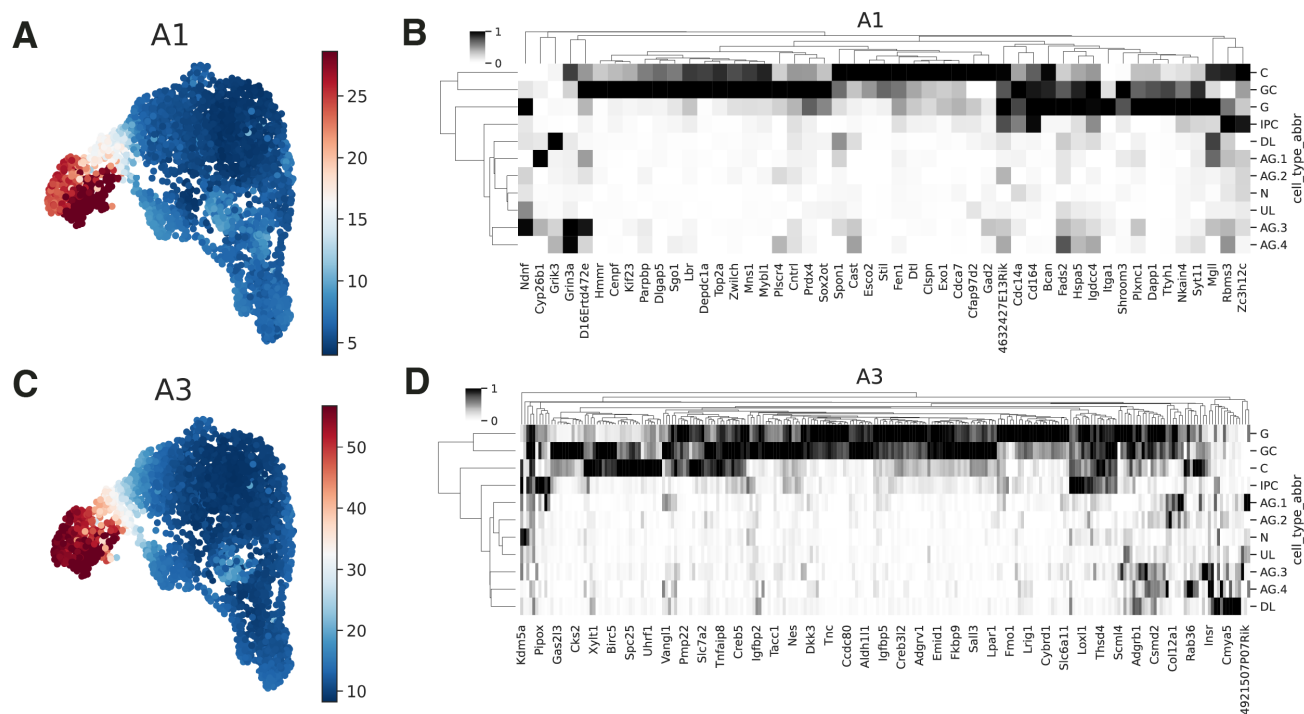 A
A1
25
20
15
10
5
B
A1
1
0
C
GC
G
IPC
DL
AG.1
AG.2
N
UL
AG.3
AG.4
cell_type_abbr
Ndnf
Cyp26b1
Grik3
Grin3a
D16Ertd472e
Hmmr
Cenpf
Kif23
Parpbp
Dlgap5
Sgo1
Lbr
Depdc1a
Top2a
Zwilch
Mns1
Mybl1
Plscr4
Cntrl
Prdx4
Sox2ot
Spon1
Cast
Esco2
Stil
Fen1
Dtl
Clspn
Exo1
Cdca7
Cfap97d2
Gad2
4632427E13Rik
Cdc14a
Cd164
Bcan
Fads2
Hspa5
Igdcc4
Itga1
Shroom3
Plxnc1
Dapp1
Ttyh1
Nkain4
Syt11
Mgll
Rbms3
Zc3h12c
C
A3
50
40
30
20
10
D
A3
1
0
G
GC
C
IPC
AG.1
AG.2
N
UL
AG.3
AG.4
DL
cell_type_abbr
Kdm5a
Pipox
Gas2l3
Cks2
Xylt1
Birc5
Spc25
Uhrf1
Vangl1
Pmp22
Slc7a2
Tnfaip8
Creb5
Igfbp2
Tacc1
Nes
Dkk3
Tnc
Ccdc80
Aldh1l1
Igfbp5
Creb3l2
Adgrv1
Emid1
Fkbp9
Sall3
Lpar1
Fmo1
Lrig1
Cybrd1
Slc6a11
Loxl1
Thsd4
Scml4
Adgrb1
Csmd2
Col12a1
Rab36
Insr
Cmya5
4921507P07Rik